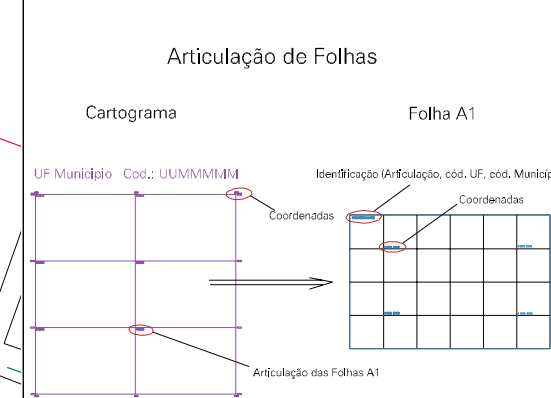 Articulação de Folhas
Cartograma
Folha A1
UF Municipio Cod.: UUMMMMM
Identificação (Articulação, cód. UF, cód. Municíp
Coordenadas
Coordenadas
Articulação das Folhas A1